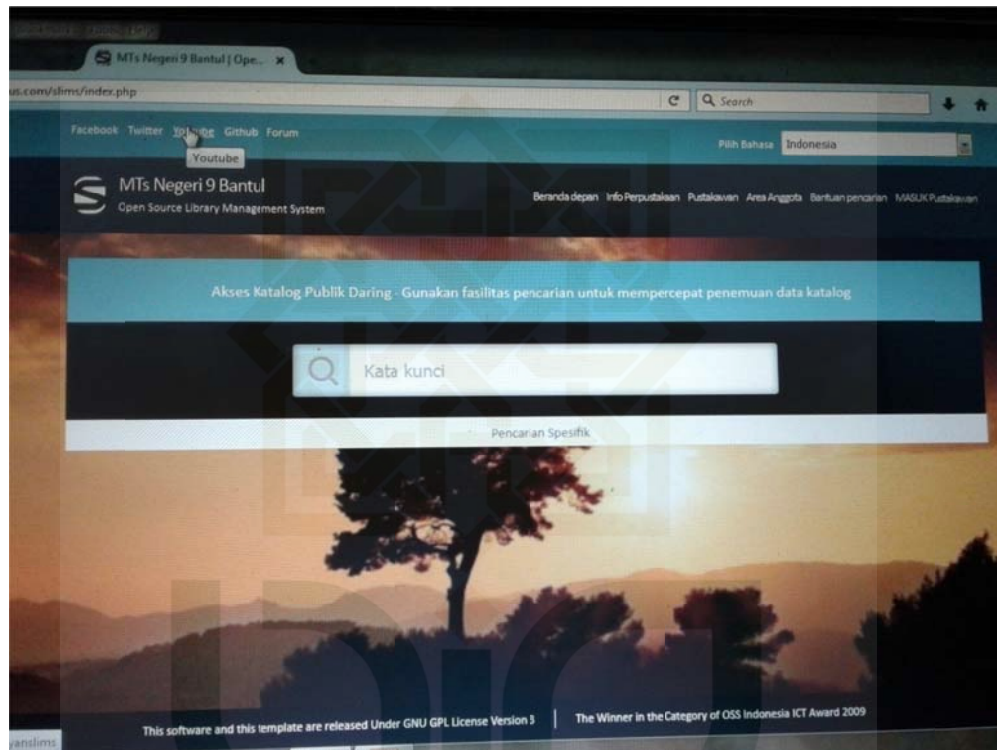 MTs Negeri 9 Bantul | Ope..
us.com/slims/index.php
Search
Facebook Twitter Youtube Github Forum
Youtube
Pilih Bahasa Indonesia
MTs Negeri 9 Bantul
Open Source Library Management System
Beranda depan Info Perpustakaan Pustakawan Area Anggota Bantuan pencarian MASUK Pustakawan
Akses Katalog Publik Daring - Gunakan fasilitas pencarian untuk mempercepat penemuan data katalog
Kata kunci
Pencarian Spesifik
This software and this template are released Under GNU GPL License Version 3 | The Winner in the Category of OSS Indonesia ICT Award 2009
anslims